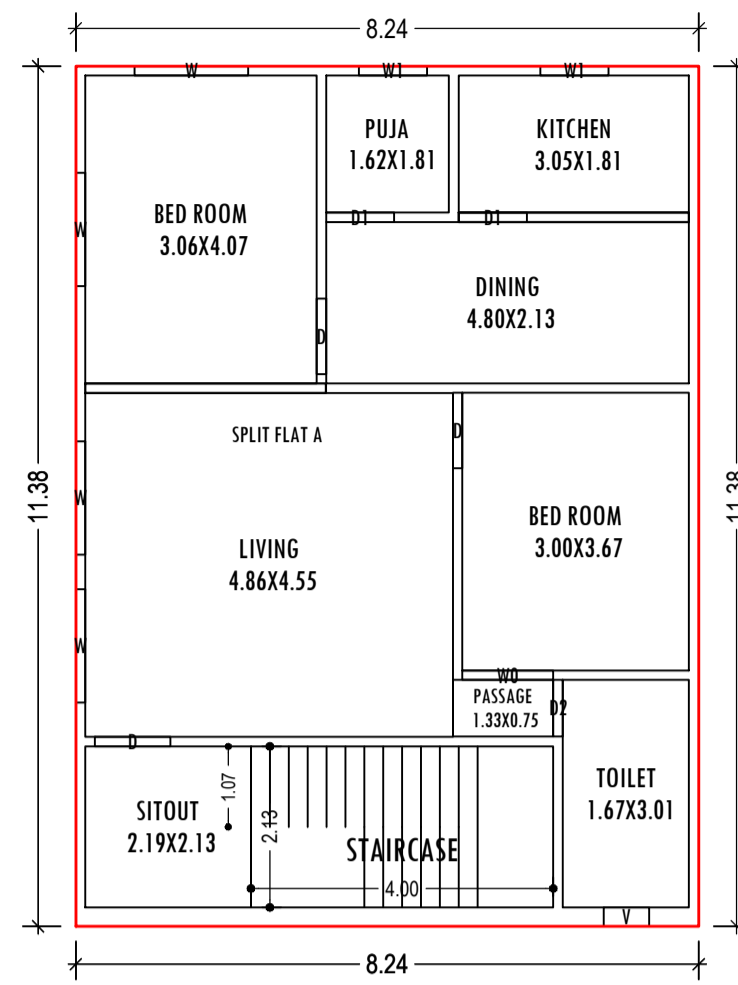 8.24
W
W1
W1
PUJA
1.62X1.81
KITCHEN
3.05X1.81
BED ROOM
3.06X4.07
W
D1
D1
DINING
4.80X2.13
D
SPLIT FLAT A
D
11.38
11.38
W
BED ROOM
3.00X3.67
LIVING
4.86X4.55
W
W0
PASSAGE
1.33X0.75
D2
D
1.07
2.13
SITOUT
2.19X2.13
STAIRCASE
4.00
TOILET
1.67X3.01
V
8.24